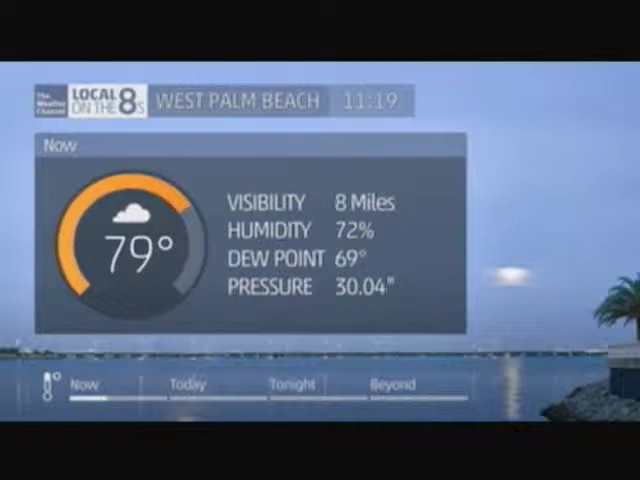 The Weather Channel
LOCAL ON THE 8s
WEST PALM BEACH 11:19
Now
79°
VISIBILITY 8 Miles
HUMIDITY 72%
DEW POINT 69°
PRESSURE 30.04"
Now Today Tonight Beyond